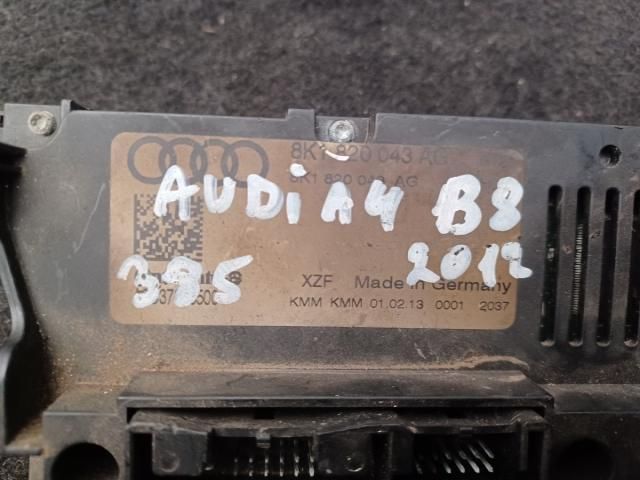 8K1 820 043 AG
8K1 820 043 AG
AUDi A4 B8
2012
395
XZF Made in Germany
KMM KMM 01.02.13 0001 2037